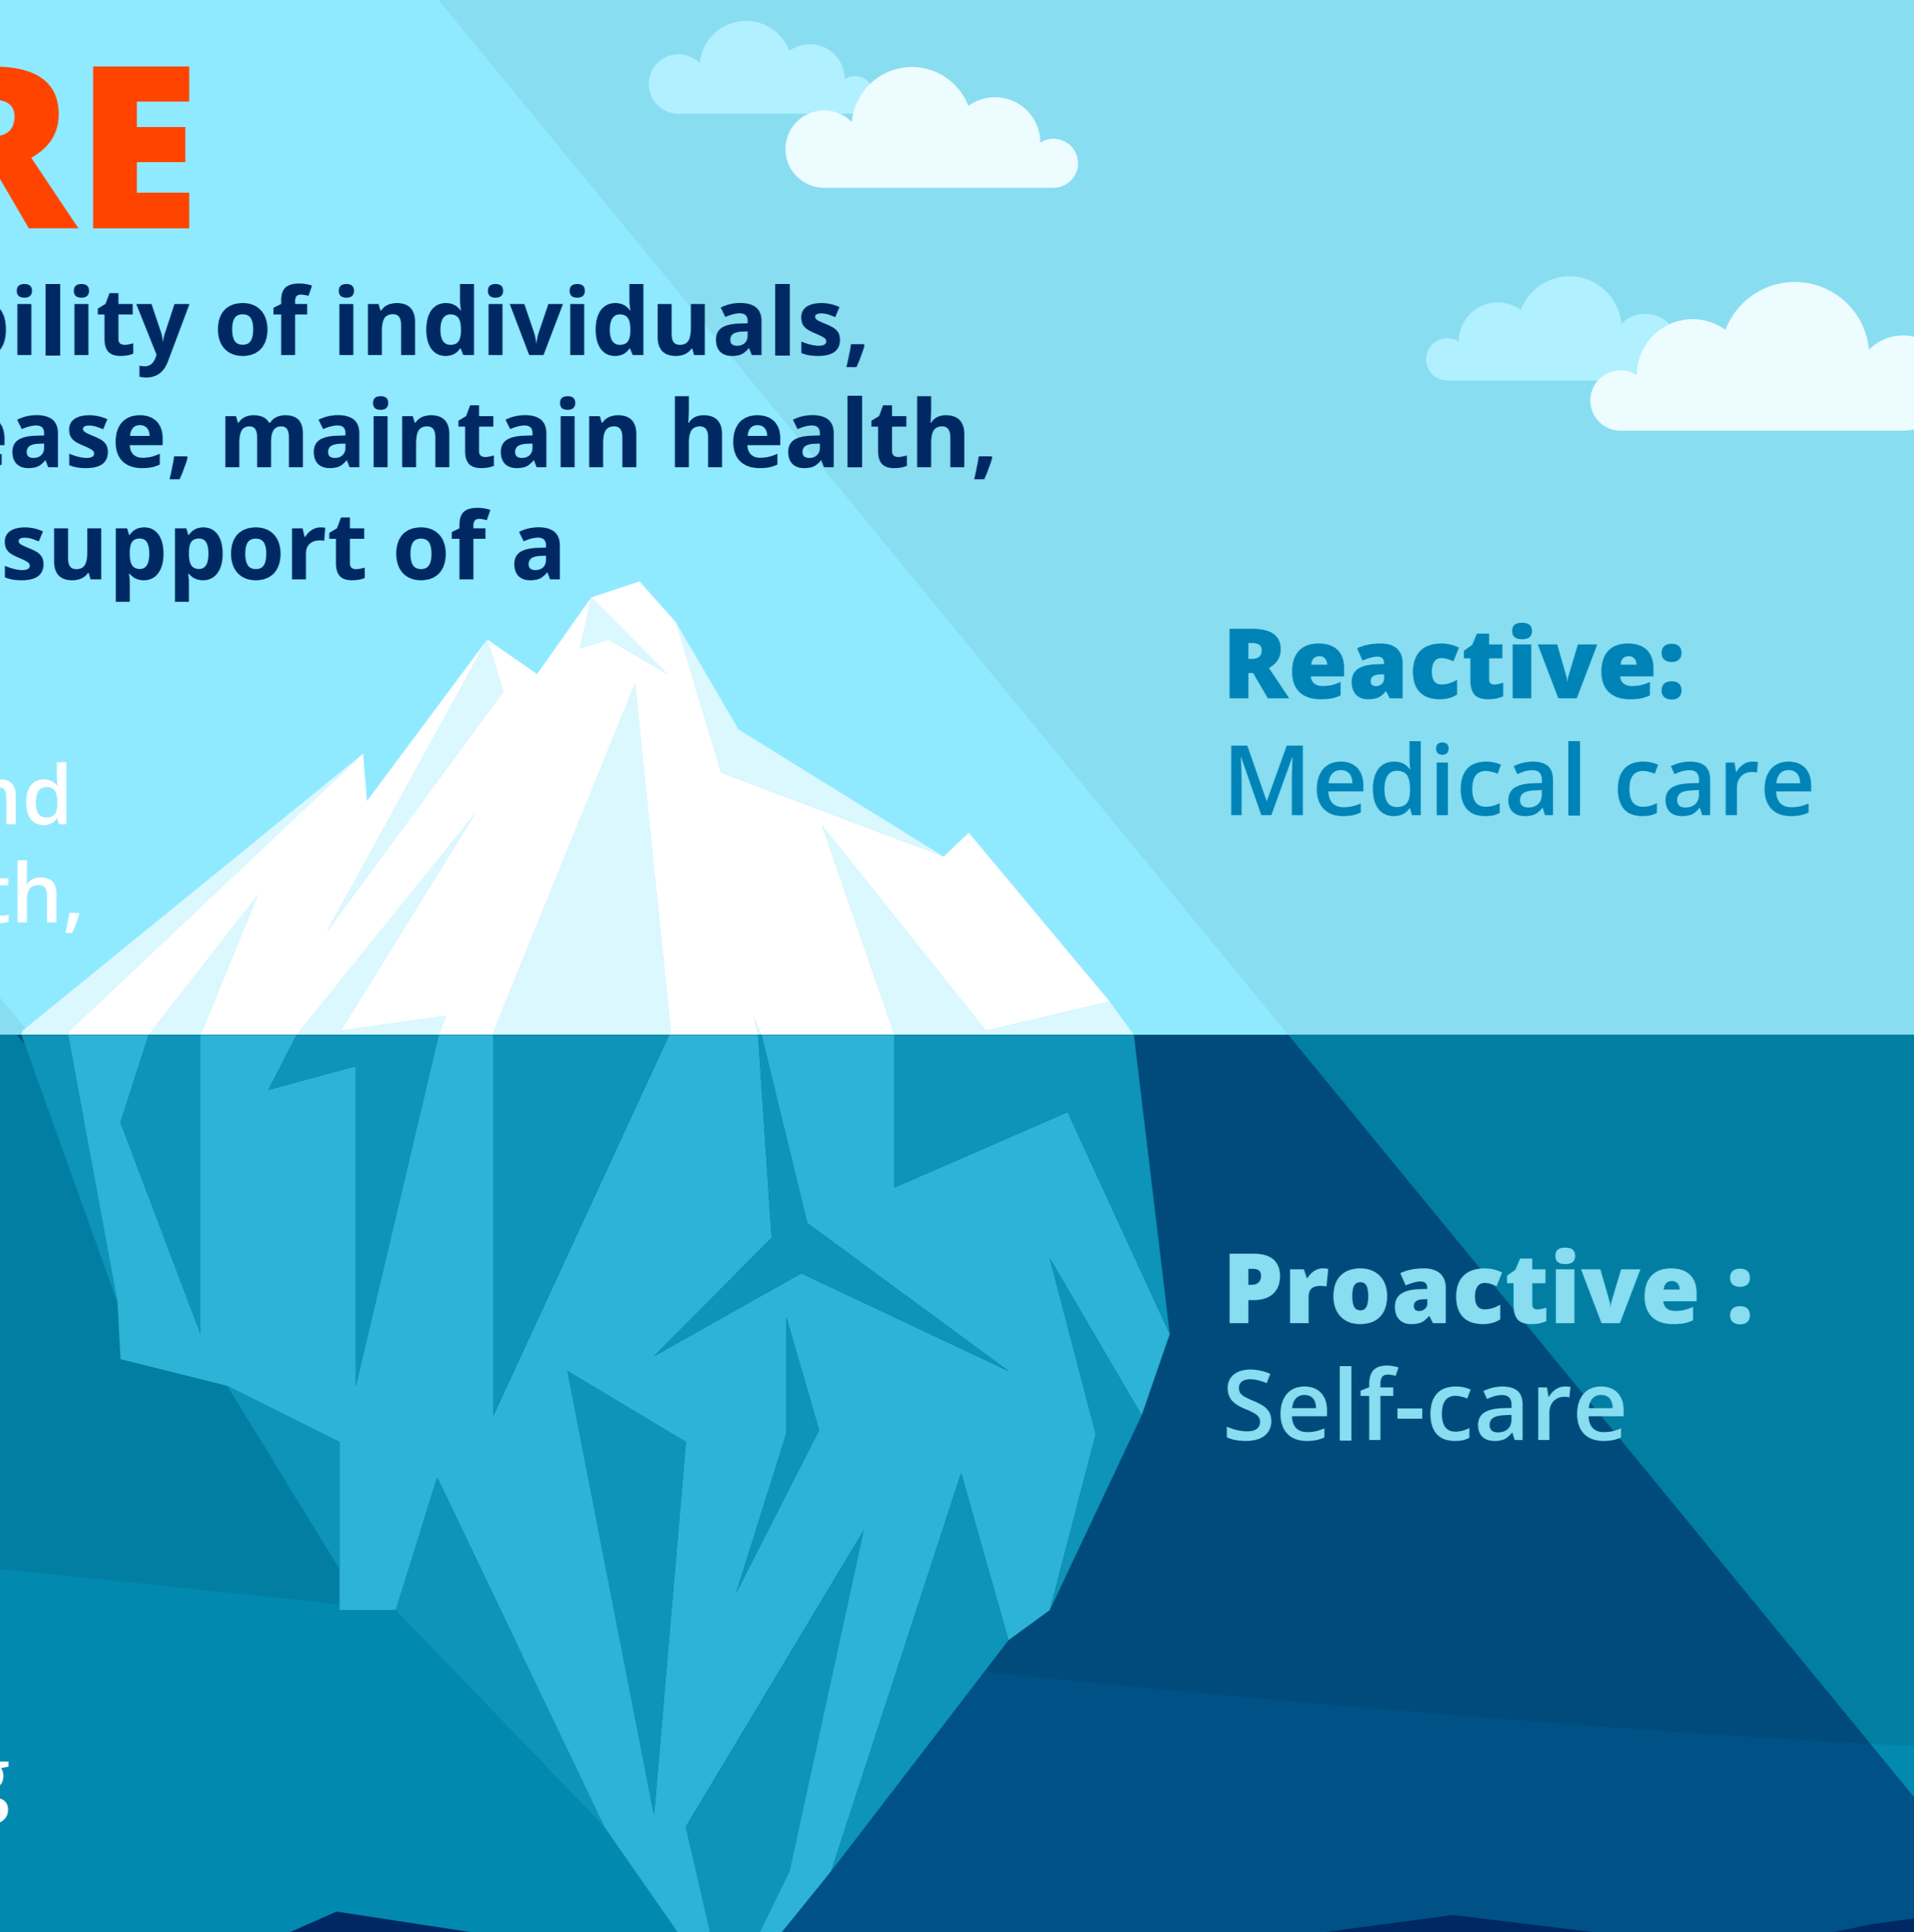 RE
bility of individuals,
ease, maintain health,
support of a
Reactive:
Medical care
nd
th,
Proactive :
Self-care
g